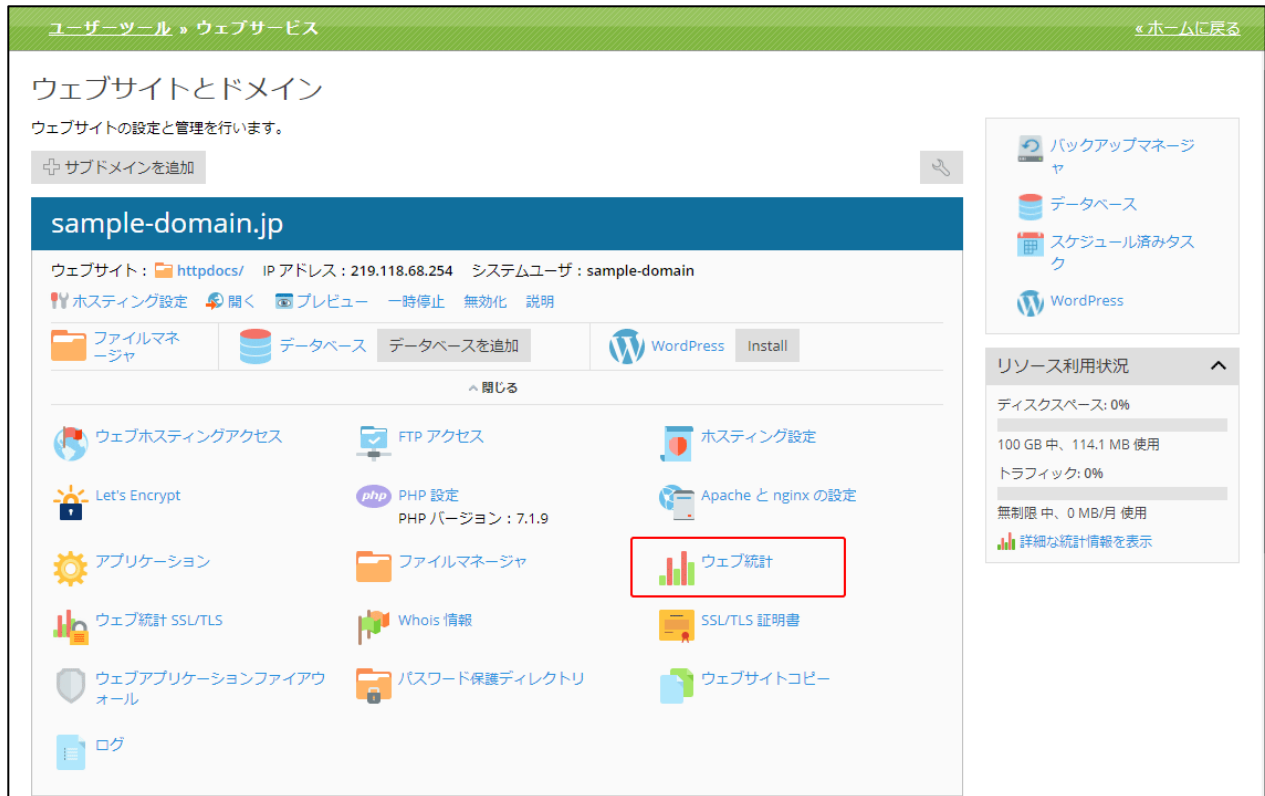 ユーザーツール » ウェブサービス
« ホームに戻る
ウェブサイトとドメイン
ウェブサイトの設定と管理を行います。
サブドメインを追加
sample-domain.jp
ウェブサイト : httpdocs/ IP アドレス : 219.118.68.254 システムユーザ : sample-domain
ホスティング設定 開く プレビュー 一時停止 無効化 説明
ファイルマネ
ージャ
データベース データベースを追加
WordPress Install
閉じる
ウェブホスティングアクセス
FTP アクセス
ホスティング設定
Let's Encrypt
php PHP 設定
PHP バージョン : 7.1.9
Apache と nginx の設定
アプリケーション
ファイルマネージャ
ウェブ統計
ウェブ統計 SSL/TLS
Whois 情報
SSL/TLS 証明書
ウェブアプリケーションファイアウ
ォール
パスワード保護ディレクトリ
ウェブサイトコピー
ログ
バックアップマネージ
ャ
データベース
スケジュール済みタス
ク
WordPress
リソース利用状況
ディスクスペース: 0%
100 GB 中、114.1 MB 使用
トラフィック: 0%
無制限 中、0 MB/月 使用
詳細な統計情報を表示